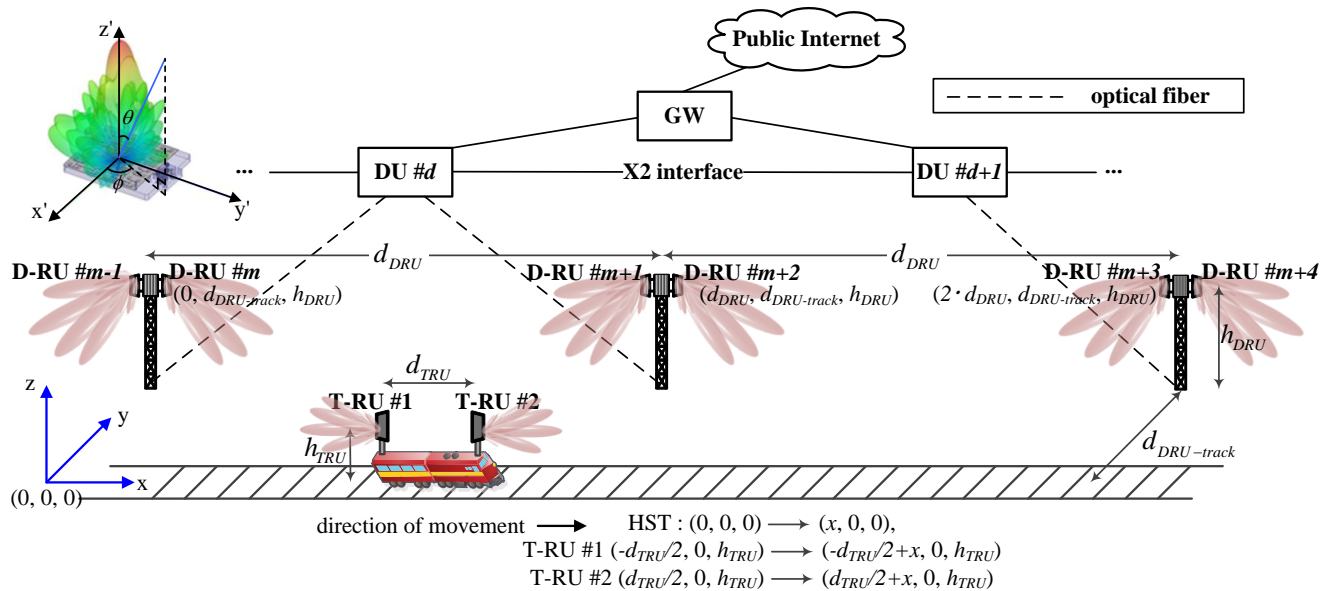 Public Internet
z'
optical fiber
GW
θ
... DU #d X2 interface DU #d+1 ...
ϕ
x' y'
d_DRU d_DRU
D-RU #m-1 D-RU #m D-RU #m+1 D-RU #m+2 D-RU #m+3 D-RU #m+4
(0, d_DRU-track, h_DRU) (d_DRU, d_DRU-track, h_DRU) (2· d_DRU, d_DRU-track, h_DRU)
h_DRU
d_TRU
z
T-RU #1 T-RU #2
y
h_TRU
d_DRU-track
x
(0, 0, 0)
direction of movement HST : (0, 0, 0) (x, 0, 0),
T-RU #1 (-d_TRU/2, 0, h_TRU) (-d_TRU/2+x, 0, h_TRU)
T-RU #2 (d_TRU/2, 0, h_TRU) (d_TRU/2+x, 0, h_TRU)